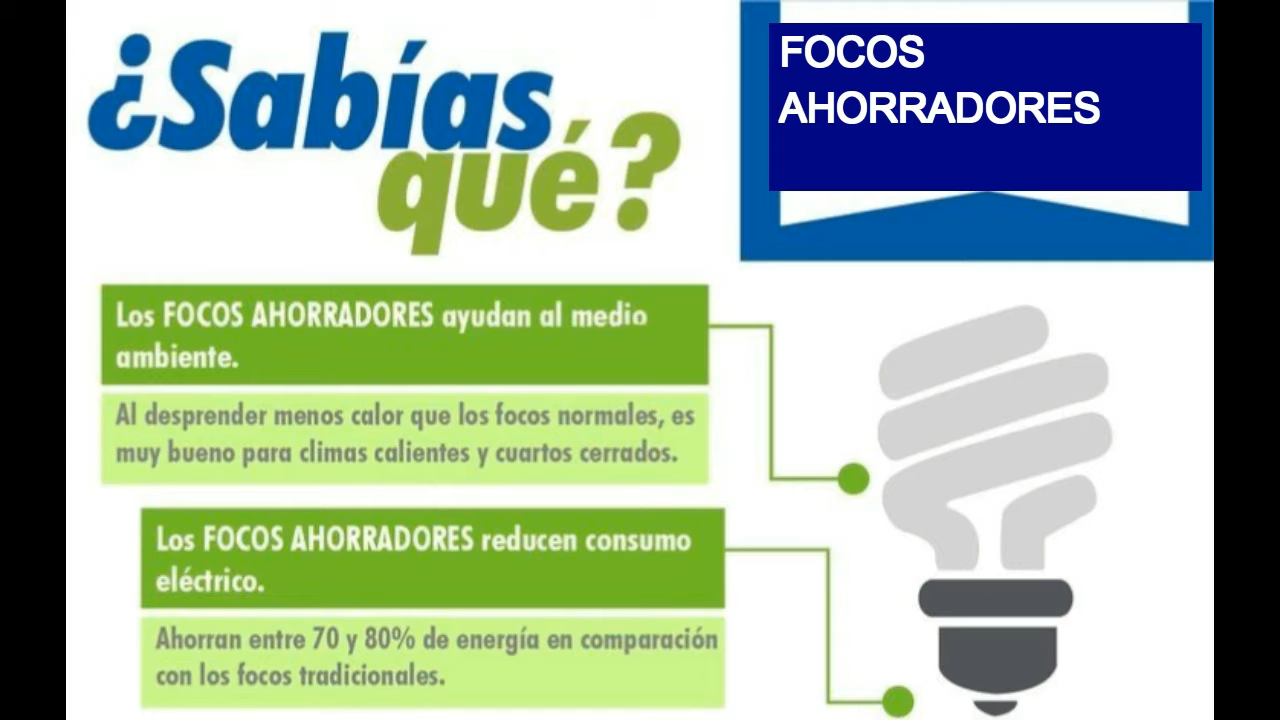 ¿Sabías
qué?
FOCOS
AHORRADORES
Los FOCOS AHORRADORES ayudan al medio
ambiente.
Al desprender menos calor que los focos normales, es
muy bueno para climas calientes y cuartos cerrados.
Los FOCOS AHORRADORES reducen consumo
eléctrico.
Ahorran entre 70 y 80% de energía en comparación
con los focos tradicionales.